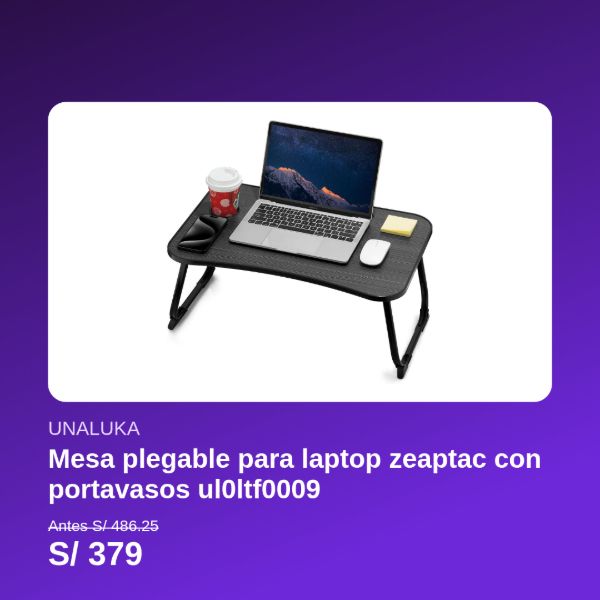 UNALUKA
Mesa plegable para laptop zeaptac con
portavasos ul0ltf0009
Antes S/ 486.25
S/ 379